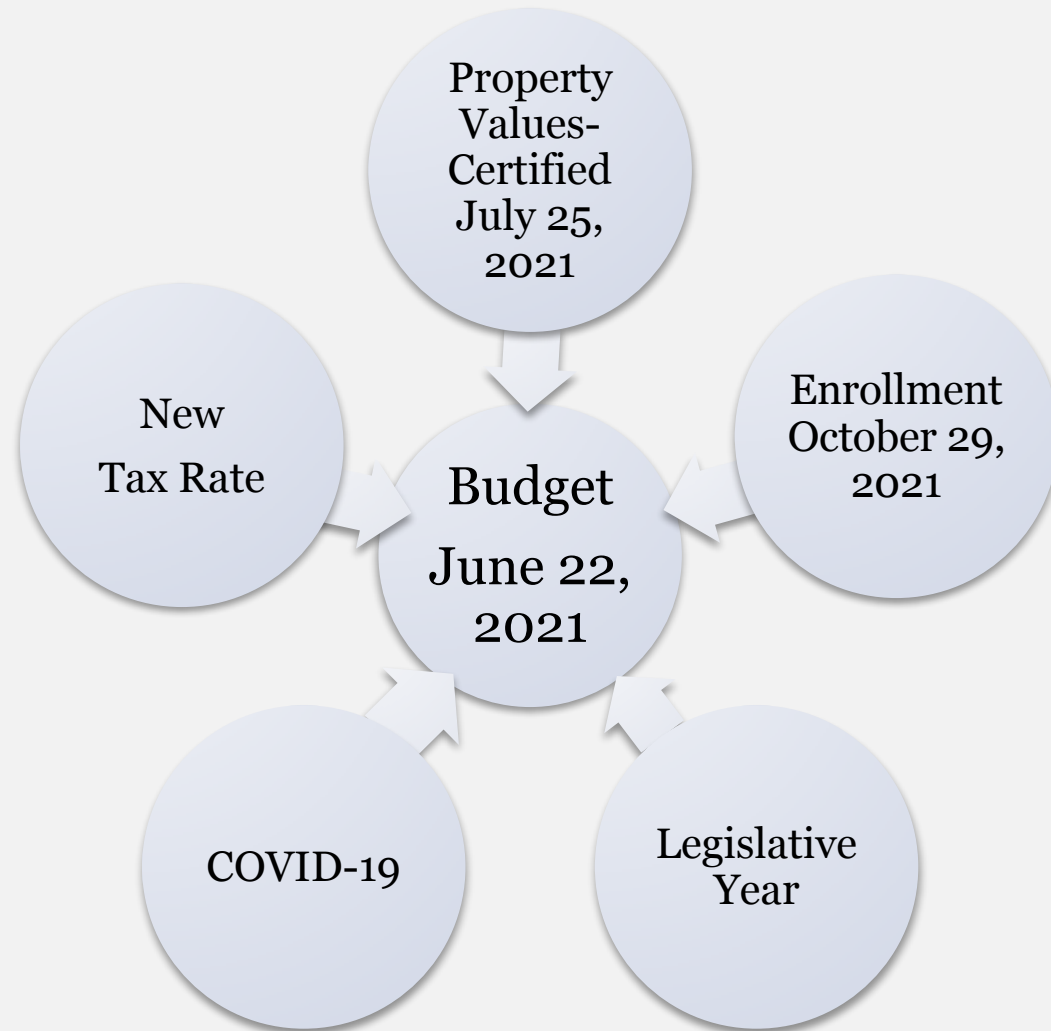 Property
Values-
Certified
July 25,
2021
Enrollment
October 29,
2021
Legislative
Year
COVID-19
New
Tax Rate
Budget
June 22,
2021